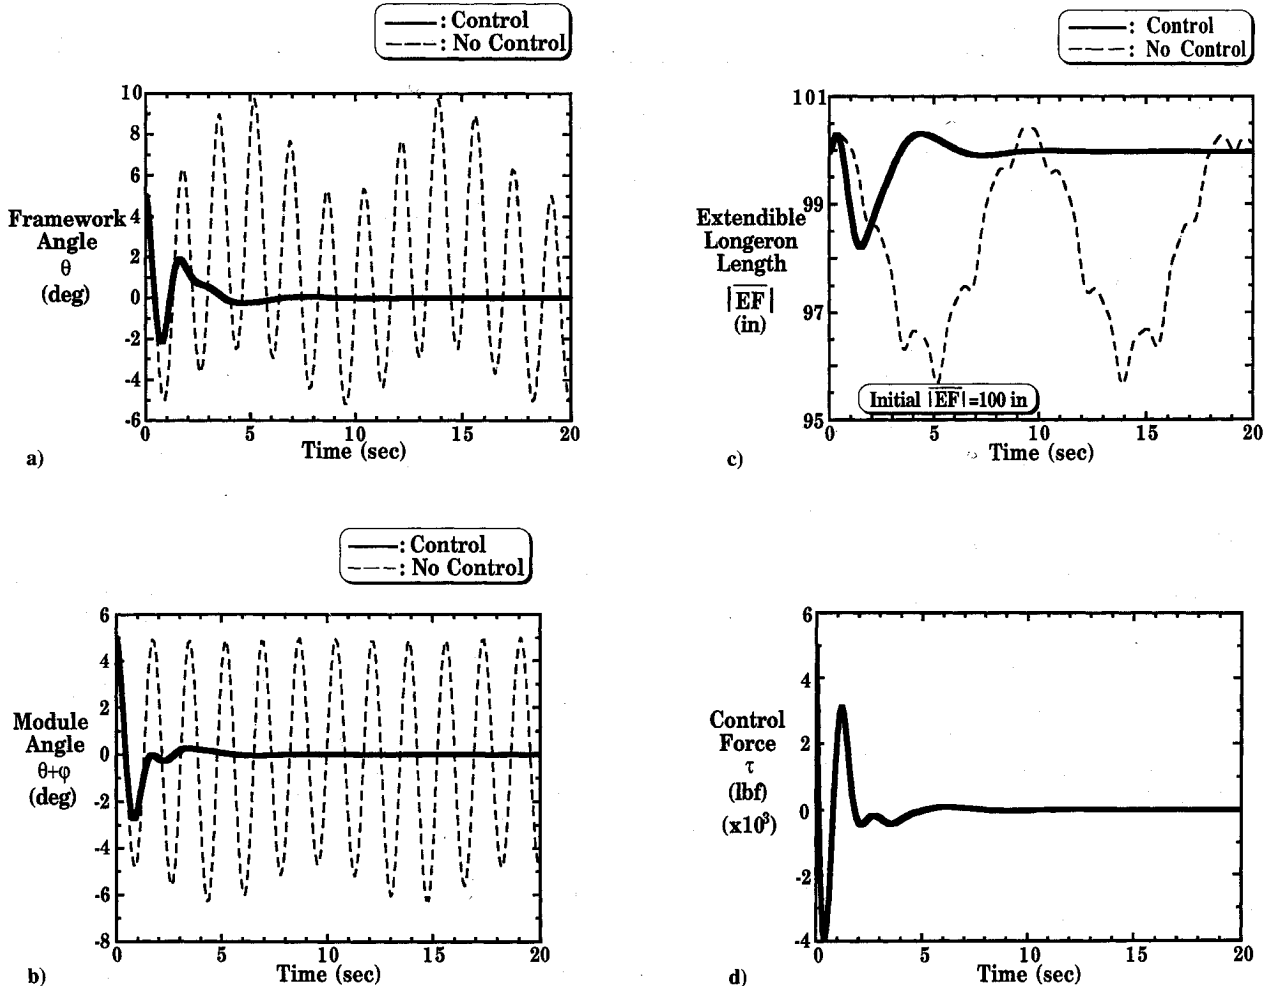 : Control
: No Control
10
8
6
4
2
0
-2
-4
-6
Framework
Angle
θ
(deg)
0
5
10
15
20
Time (sec)
a)
: Control
: No Control
101
99
97
95
Extendible
Longeron
Length
|EF|
(in)
Initial |EF|=100 in
0
5
10
15
20
Time (sec)
c)
: Control
: No Control
6
4
2
0
-2
-4
-6
-8
Module
Angle
θ+φ
(deg)
0
5
10
15
20
Time (sec)
b)
6
4
2
0
-2
-4
Control
Force
τ
(lbf)
(x10³)
0
5
10
15
20
Time (sec)
d)